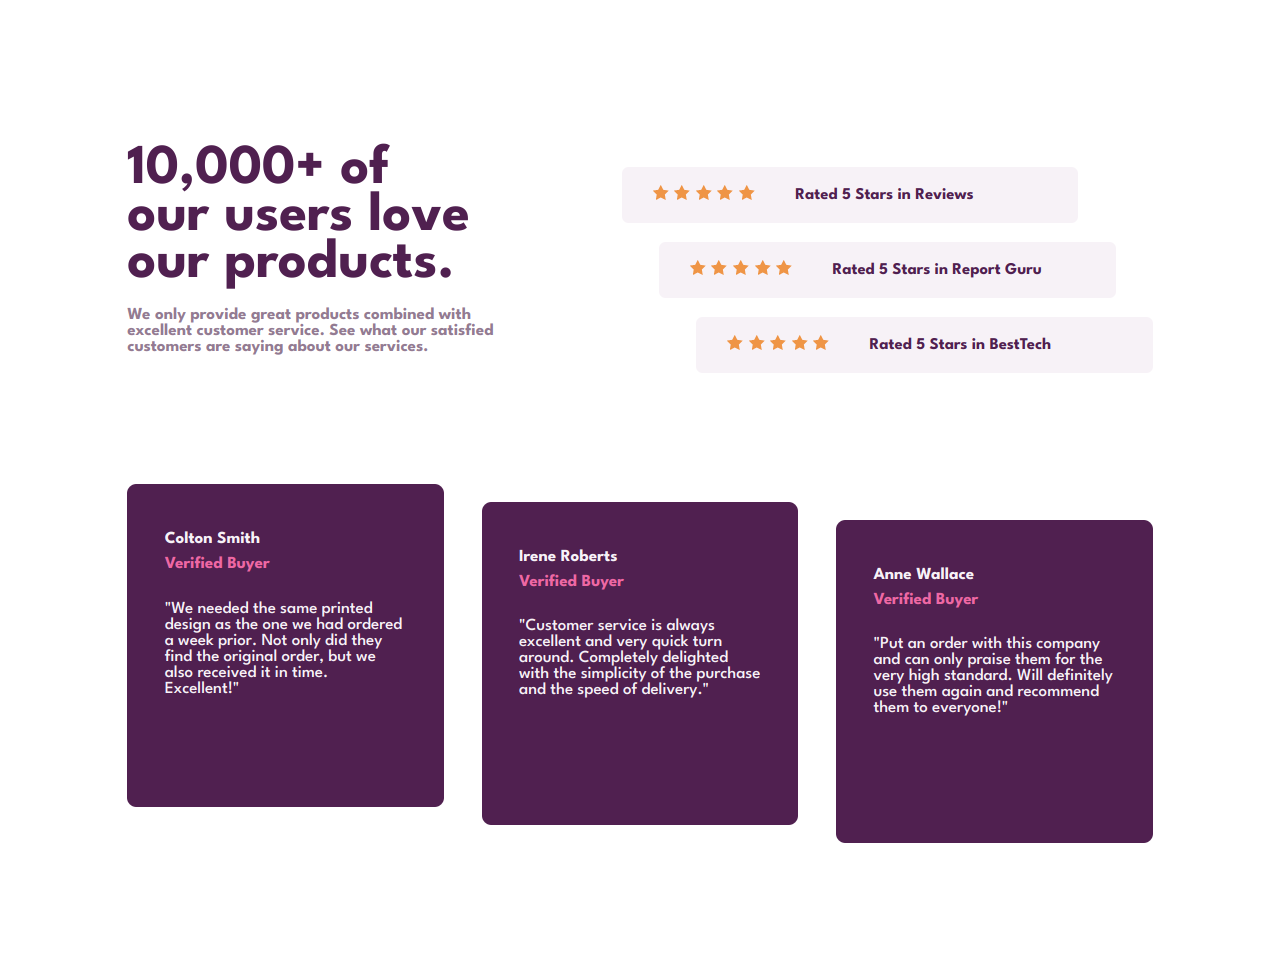 10,000+ of
our users love
our products.
We only provide great products combined with
excellent customer service. See what our satisfied
customers are saying about our services.
Rated 5 Stars in Reviews
Rated 5 Stars in Report Guru
Rated 5 Stars in BestTech
Colton Smith
Verified Buyer
"We needed the same printed
design as the one we had ordered
a week prior. Not only did they
find the original order, but we
also received it in time.
Excellent!"
Irene Roberts
Verified Buyer
"Customer service is always
excellent and very quick turn
around. Completely delighted
with the simplicity of the purchase
and the speed of delivery."
Anne Wallace
Verified Buyer
"Put an order with this company
and can only praise them for the
very high standard. Will definitely
use them again and recommend
them to everyone!"